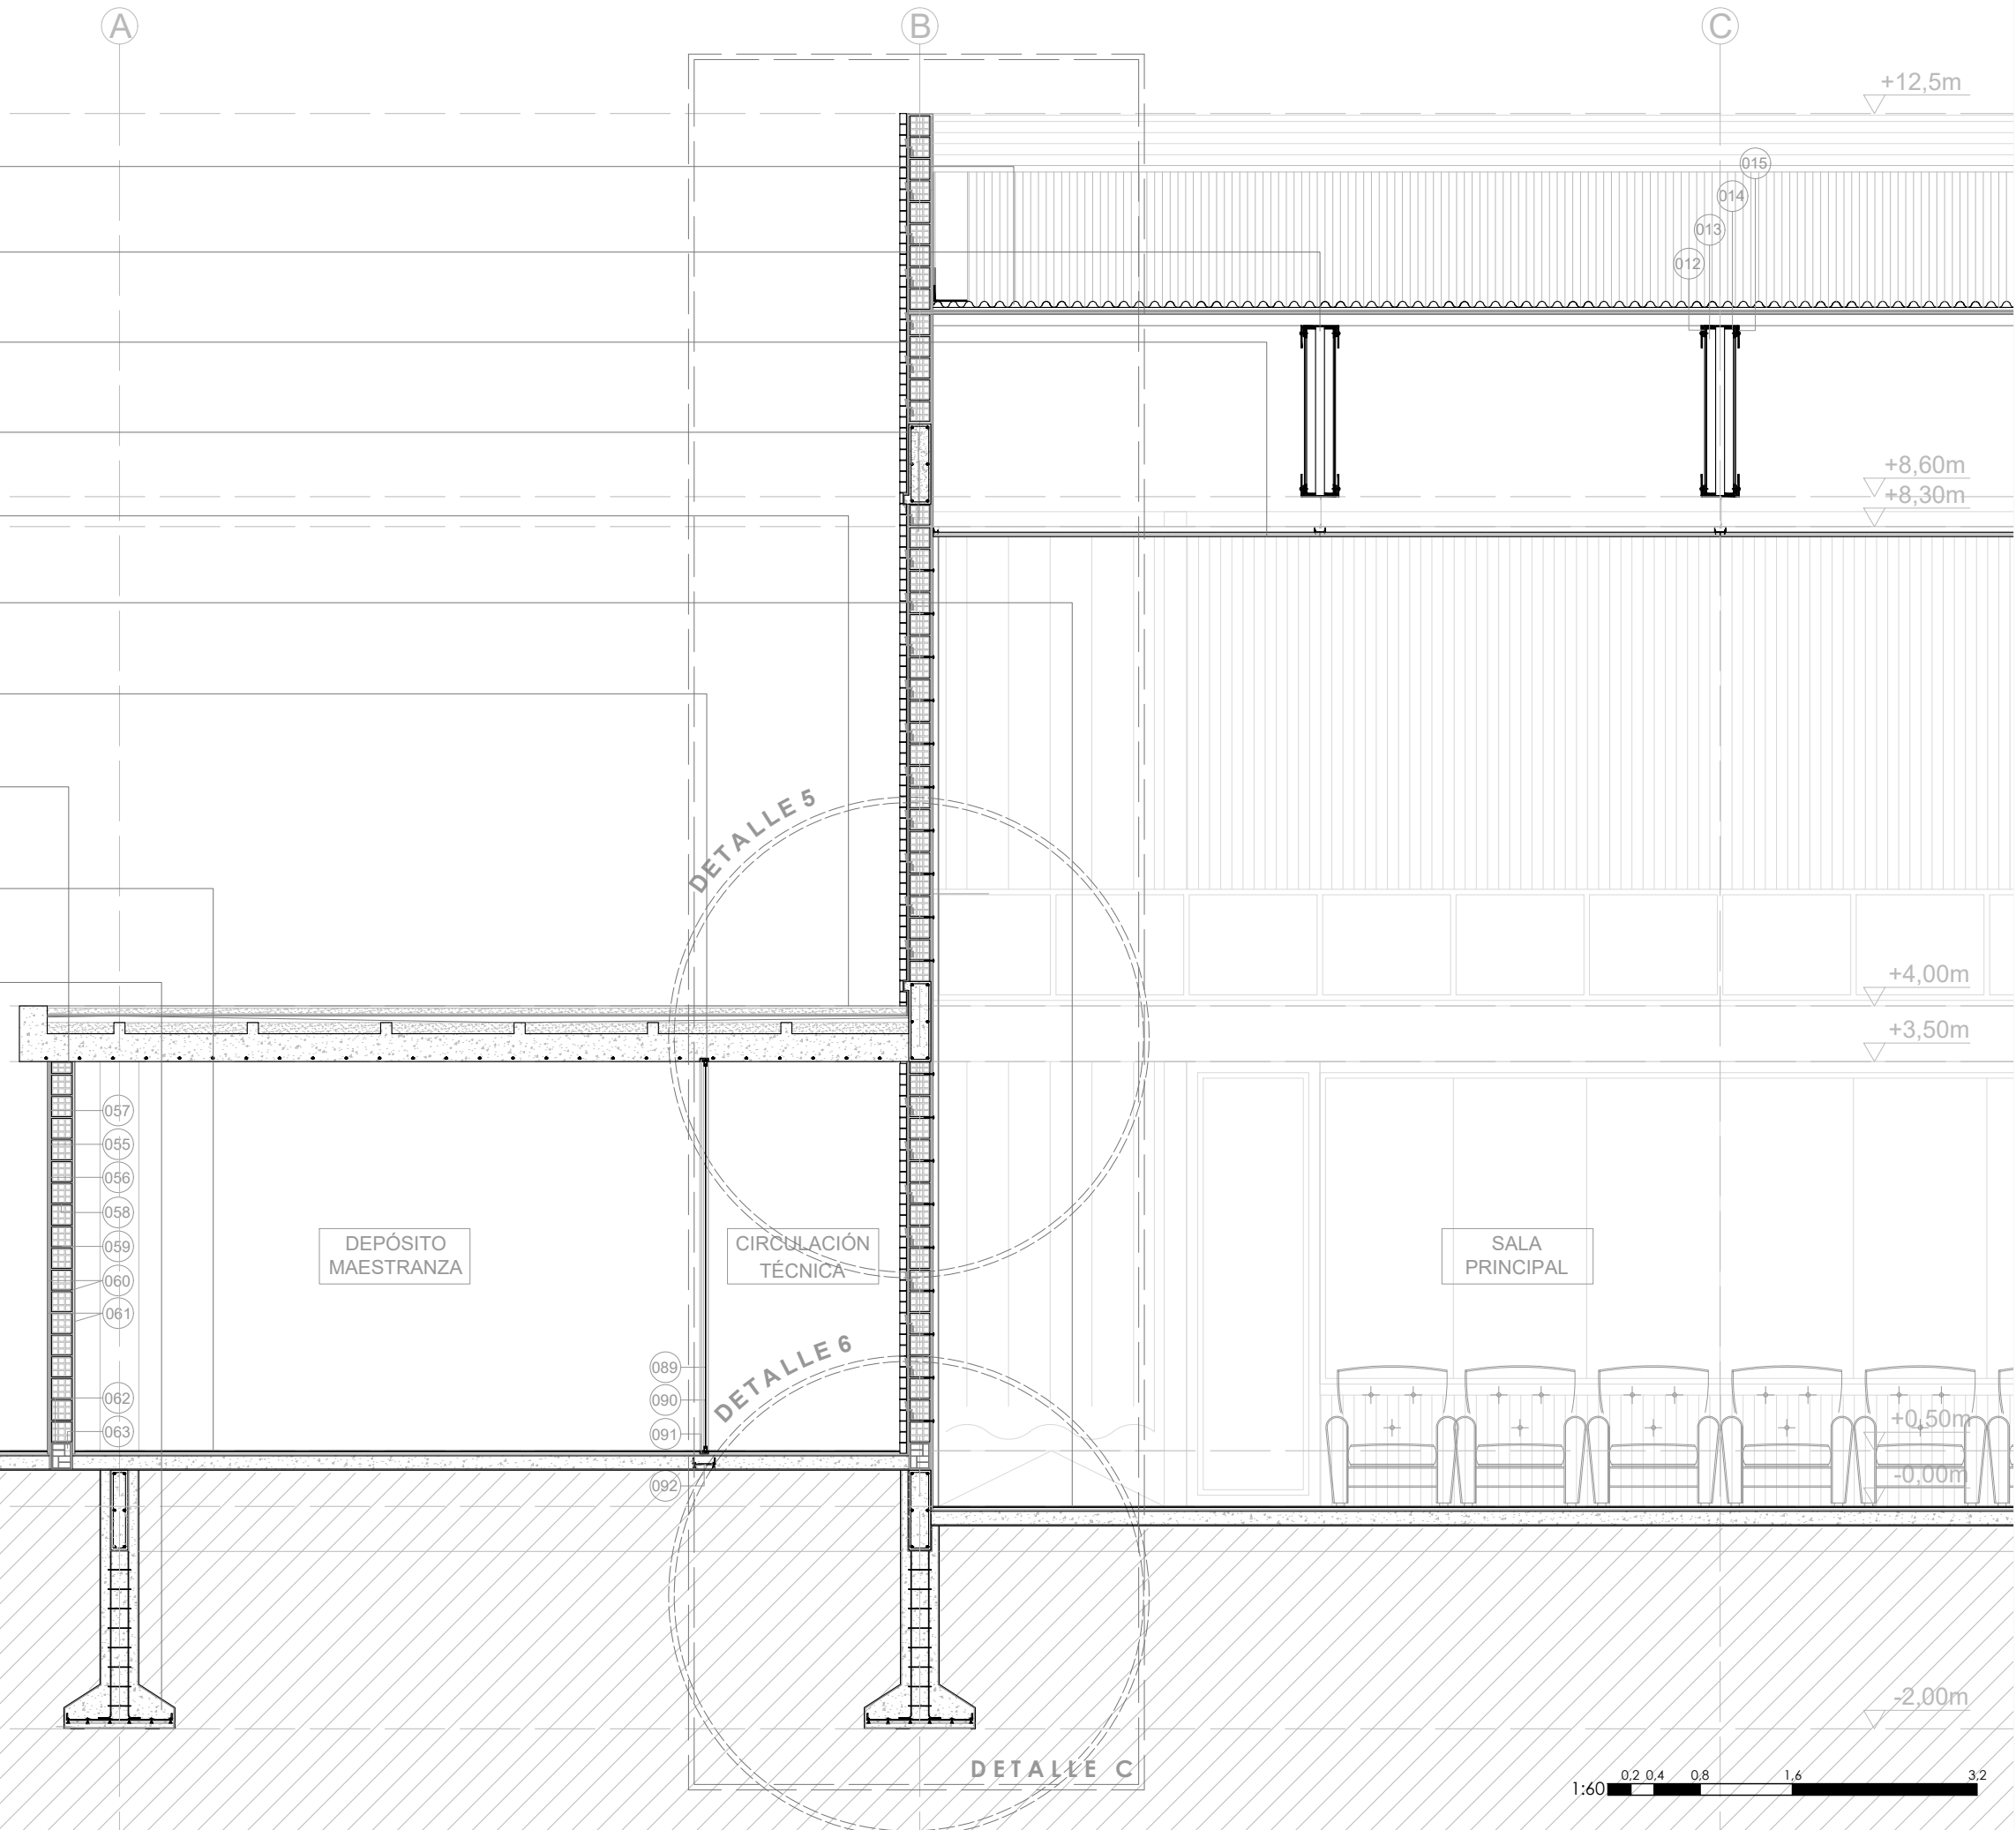 A
B
C
+12,5m
015
014
013
012
+8,60m
+8,30m
DETALLE 5
+4,00m
+3,50m
057
055
056
058
059
060
061
062
063
DEPÓSITO
MAESTRANZA
CIRCULACIÓN
TÉCNICA
SALA
PRINCIPAL
089
090
091
092
DETALLE 6
+0,50m
-0,00m
-2,00m
DETALLE C
1:60
0,2 0,4 0,8 1,6 3,2